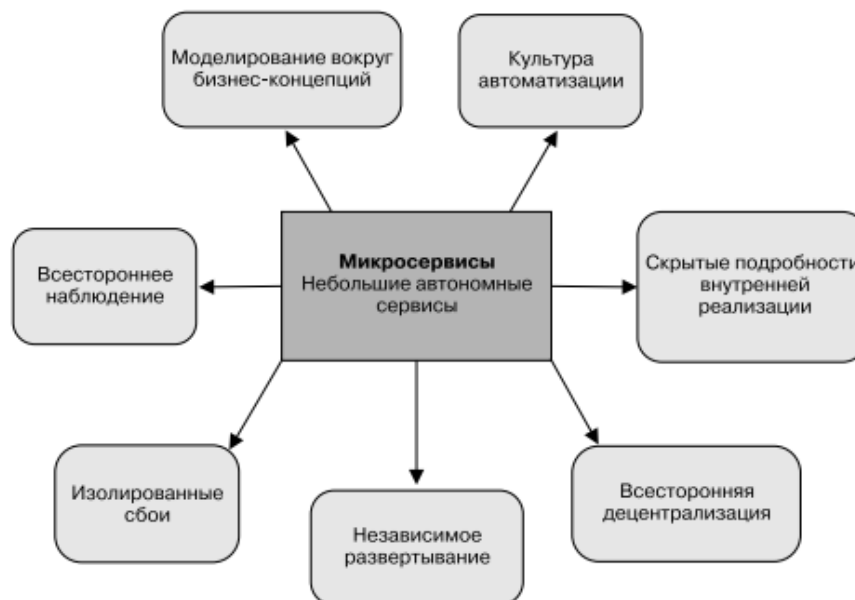 Моделирование вокруг
бизнес-концепций
Культура
автоматизации
Микросервисы
Небольшие автономные
сервисы
Всестороннее
наблюдение
Скрытые подробности
внутренней
реализации
Изолированные
сбои
Независимое
развертывание
Всесторонняя
децентрализация